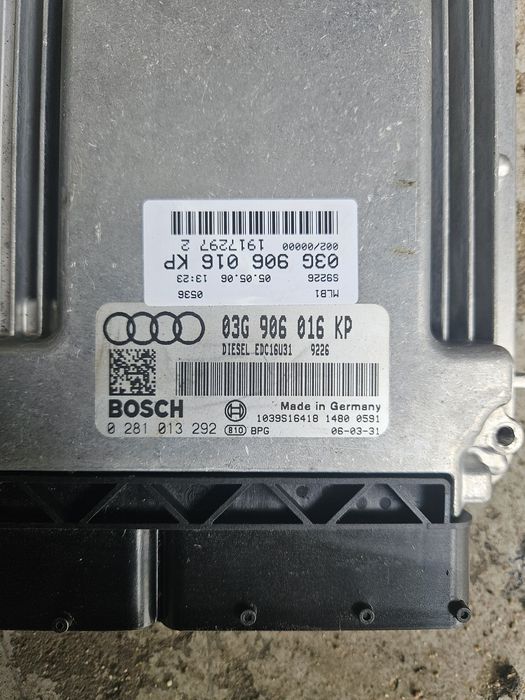 MLB1 0536
S9226 05.05.06 13:23
03G 906 016 KP
002/00000
1917297 2
03G 906 016 KP
DIESEL EDC16U31 9226
BOSCH
Made in Germany
0 281 013 292
810 BPG
1039S16418 1480 0591
06-03-31